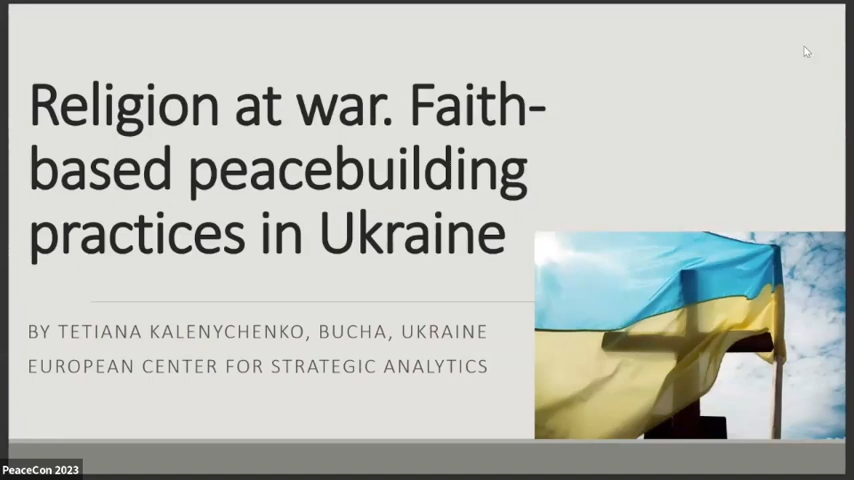 Religion at war. Faith-
based peacebuilding
practices in Ukraine
BY TETIANA KALENYCHENKO, BUCHA, UKRAINE
EUROPEAN CENTER FOR STRATEGIC ANALYTICS
PeaceCon 2023